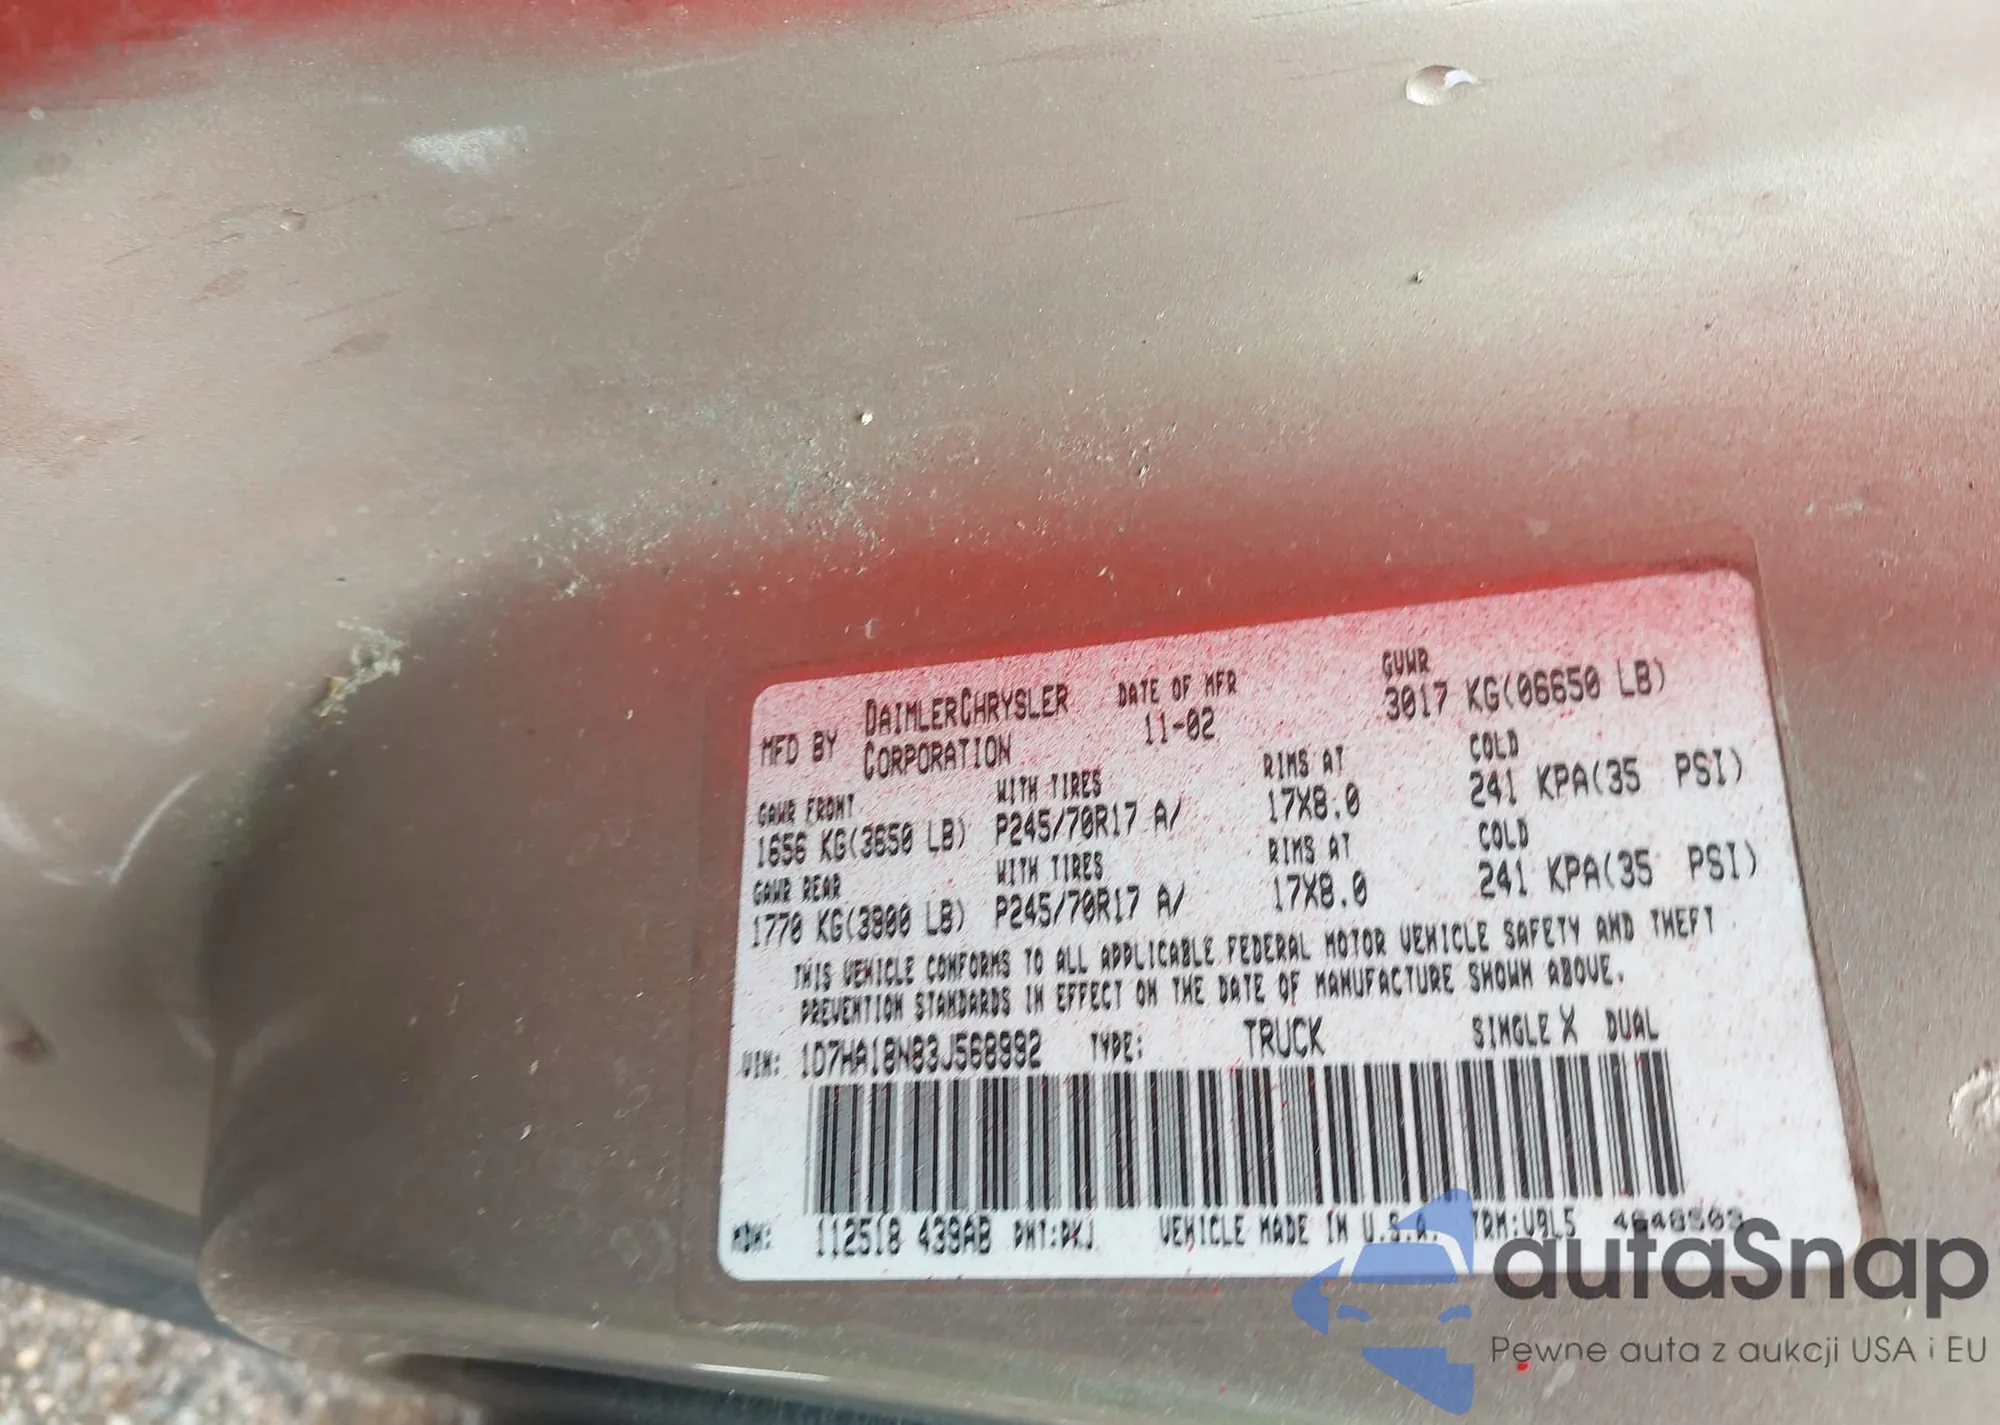 MFD BY DAIMLERCHRYSLER CORPORATION
DATE OF MFR 11-02
GVWR 3017 KG(06650 LB)
GAWR FRONT WITH TIRES RIMS AT COLD
1656 KG(3650 LB) P245/70R17 A/ 17X8.0 241 KPA(35 PSI)
GAWR REAR WITH TIRES RIMS AT COLD
1770 KG(3900 LB) P245/70R17 A/ 17X8.0 241 KPA(35 PSI)
THIS VEHICLE CONFORMS TO ALL APPLICABLE FEDERAL MOTOR VEHICLE SAFETY AND THEFT
PREVENTION STANDARDS IN EFFECT ON THE DATE OF MANUFACTURE SHOWN ABOVE.
VIN: 1D7HA18N83J568992 TYPE: TRUCK SINGLE X DUAL
MDH: 112518 439AB PNT:PKJ VEHICLE MADE IN U.S.A. TRM:V9L5
autaSnap
Pewne auta z aukcji USA i EU